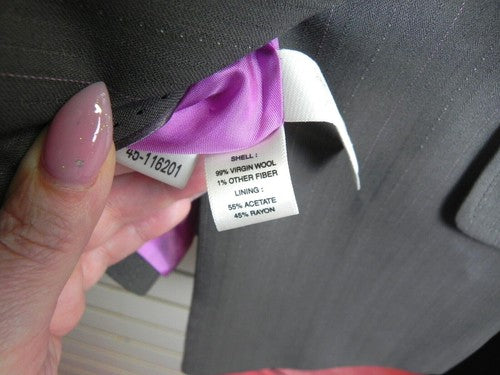 45-116201
SHELL :
99% VIRGIN WOOL
1% OTHER FIBER
LINING :
55% ACETATE
45% RAYON